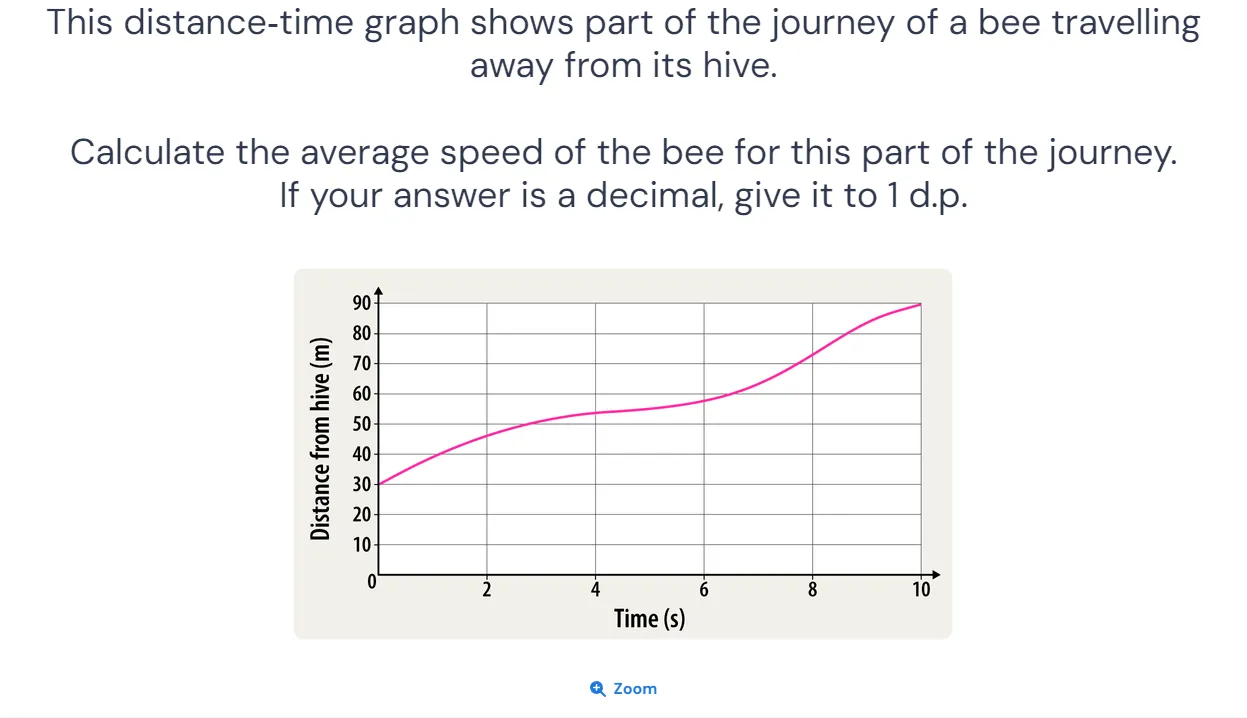 This distance-time graph shows part of the journey of a bee travelling
away from its hive.
Calculate the average speed of the bee for this part of the journey.
If your answer is a decimal, give it to 1 d.p.
Distance from hive (m)
90
80
70
60
50
40
30
20
10
0
2
4
6
8
10
Time (s)
Zoom